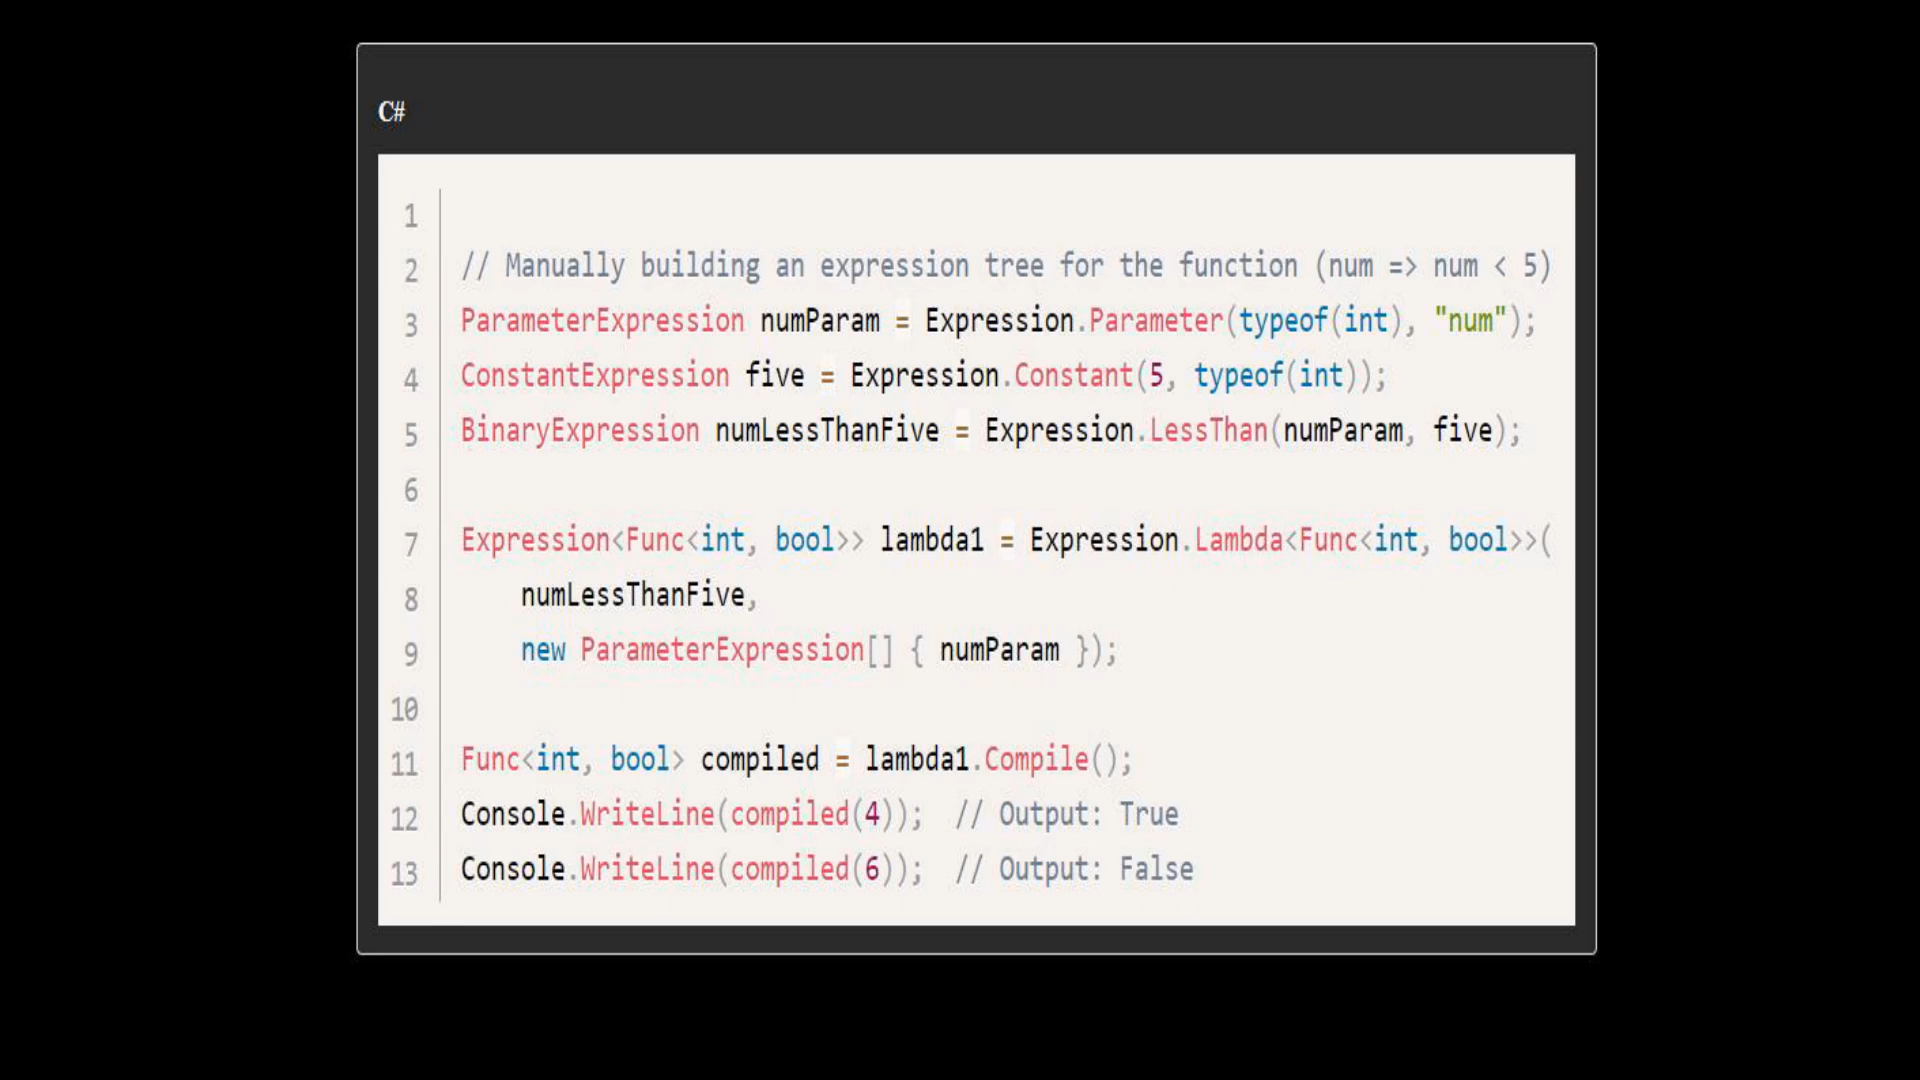 C#
1
2 // Manually building an expression tree for the function (num => num < 5)
3 ParameterExpression numParam = Expression.Parameter(typeof(int), "num");
4 ConstantExpression five = Expression.Constant(5, typeof(int));
5 BinaryExpression numLessThanFive = Expression.LessThan(numParam, five);
6
7 Expression<Func<int, bool>> lambda1 = Expression.Lambda<Func<int, bool>>(
8     numLessThanFive,
9     new ParameterExpression[] { numParam });
10
11 Func<int, bool> compiled = lambda1.Compile();
12 Console.WriteLine(compiled(4));  // Output: True
13 Console.WriteLine(compiled(6));  // Output: False